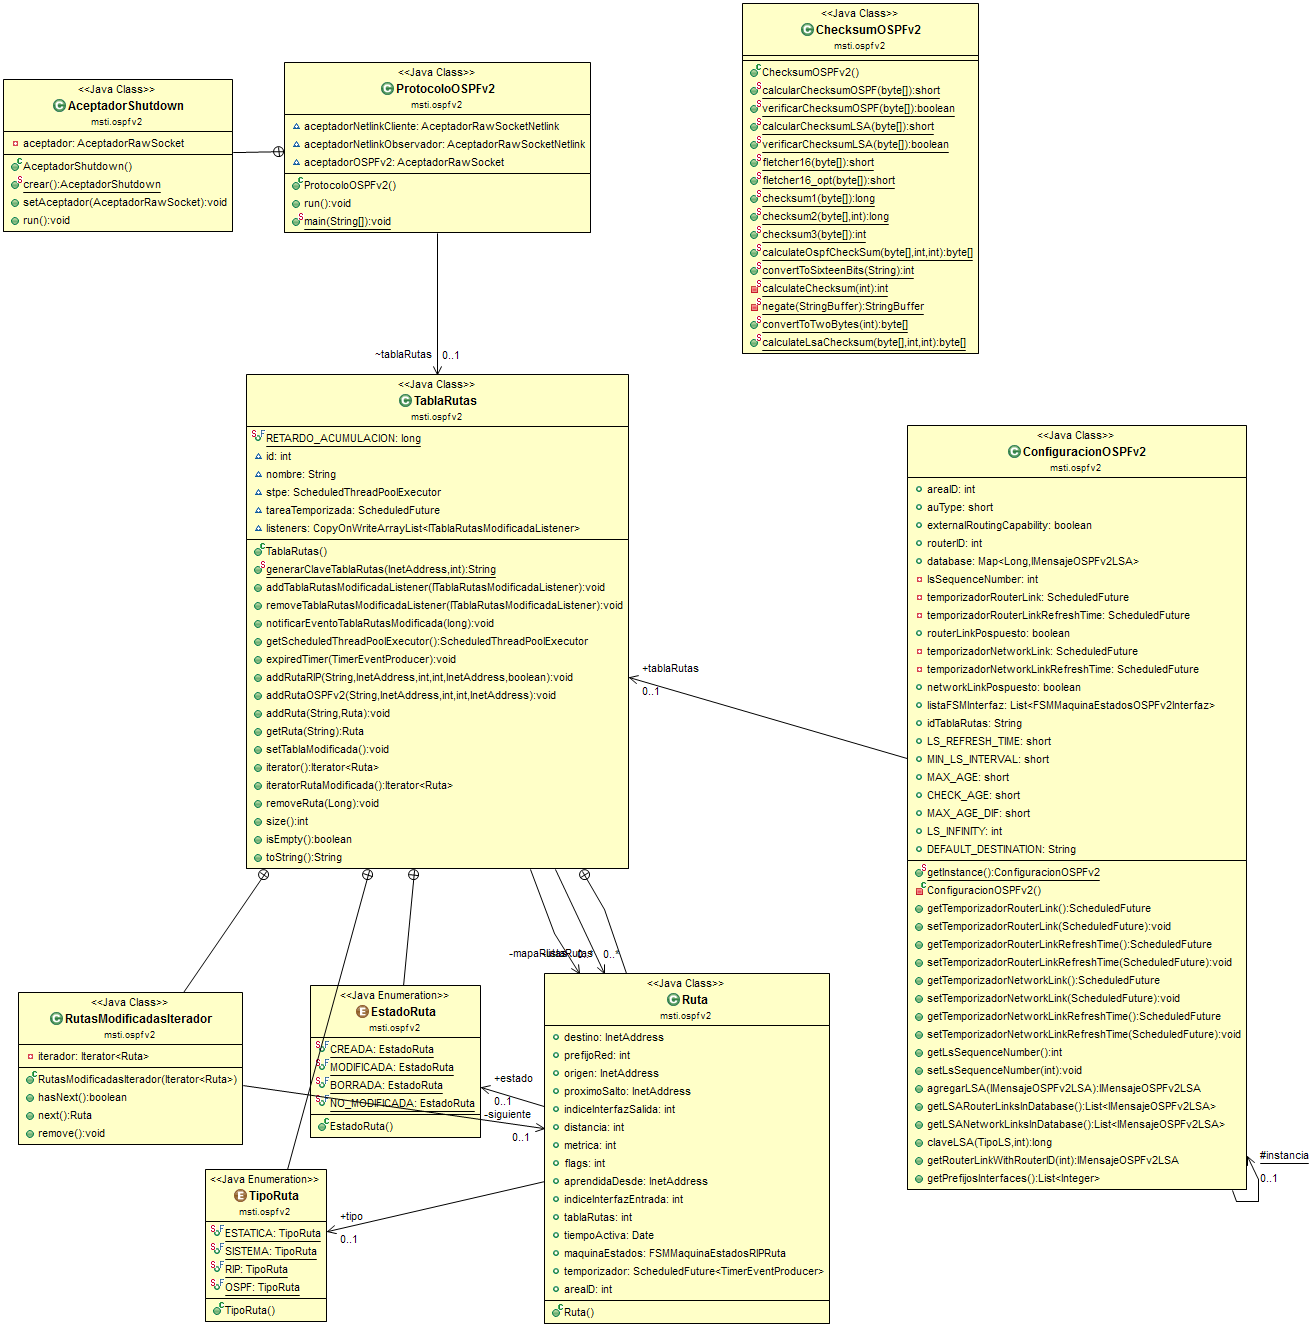 <<Java Class>>
AceptadorShutdown
msti.ospfv2
aceptador: AceptadorRawSocket
AceptadorShutdown()
crear():AceptadorShutdown
setAceptador(AceptadorRawSocket):void
run():void
<<Java Class>>
ProtocoloOSPFv2
msti.ospfv2
aceptadorNetlinkCliente: AceptadorRawSocketNetlink
aceptadorNetlinkObservador: AceptadorRawSocketNetlink
aceptadorOSPFv2: AceptadorRawSocket
ProtocoloOSPFv2()
run():void
main(String[]):void
<<Java Class>>
ChecksumOSPFv2
msti.ospfv2
ChecksumOSPFv2()
calcularChecksumOSPF(byte[]):short
verificarChecksumOSPF(byte[]):boolean
calcularChecksumLSA(byte[]):short
verificarChecksumLSA(byte[]):boolean
fletcher16(byte[]):short
fletcher16_opt(byte[]):short
checksum1(byte[]):long
checksum2(byte[],int):long
checksum3(byte[]):int
calculateOspfCheckSum(byte[],int,int):byte[]
convertToSixteenBits(String):int
calculateChecksum(int):int
negate(StringBuffer):StringBuffer
convertToTwoBytes(int):byte[]
calculateLsaChecksum(byte[],int,int):byte[]
~tablaRutas 0..1
<<Java Class>>
TablaRutas
msti.ospfv2
RETARDO_ACUMULACION: long
id: int
nombre: String
stpe: ScheduledThreadPoolExecutor
tareaTemporizada: ScheduledFuture
listeners: CopyOnWriteArrayList<ITablaRutasModificadaListener>
TablaRutas()
generarClaveTablaRutas(InetAddress,int):String
addTablaRutasModificadaListener(ITablaRutasModificadaListener):void
removeTablaRutasModificadaListener(ITablaRutasModificadaListener):void
notificarEventoTablaRutasModificada(long):void
getScheduledThreadPoolExecutor():ScheduledThreadPoolExecutor
expiredTimer(TimerEventProducer):void
addRutaRIP(String,InetAddress,int,int,InetAddress,boolean):void
addRutaOSPFv2(String,InetAddress,int,int,InetAddress):void
addRuta(String,Ruta):void
getRuta(String):Ruta
setTablaModificada():void
iterator():Iterator<Ruta>
iteratorRutaModificada():Iterator<Ruta>
removeRuta(Long):void
size():int
isEmpty():boolean
toString():String
+tablaRutas
0..1
<<Java Class>>
ConfiguracionOSPFv2
msti.ospfv2
areaID: int
auType: short
externalRoutingCapability: boolean
routerID: int
database: Map<Long,IMensajeOSPFv2LSA>
lsSequenceNumber: int
temporizadorRouterLink: ScheduledFuture
temporizadorRouterLinkRefreshTime: ScheduledFuture
routerLinkPospuesto: boolean
temporizadorNetworkLink: ScheduledFuture
temporizadorNetworkLinkRefreshTime: ScheduledFuture
networkLinkPospuesto: boolean
listaFSMInterfaz: List<FSMMaquinaEstadosOSPFv2Interfaz>
idTablaRutas: String
LS_REFRESH_TIME: short
MIN_LS_INTERVAL: short
MAX_AGE: short
CHECK_AGE: short
MAX_AGE_DIF: short
LS_INFINITY: int
DEFAULT_DESTINATION: String
getInstance():ConfiguracionOSPFv2
ConfiguracionOSPFv2()
getTemporizadorRouterLink():ScheduledFuture
setTemporizadorRouterLink(ScheduledFuture):void
getTemporizadorRouterLinkRefreshTime():ScheduledFuture
setTemporizadorRouterLinkRefreshTime(ScheduledFuture):void
getTemporizadorNetworkLink():ScheduledFuture
setTemporizadorNetworkLink(ScheduledFuture):void
getTemporizadorNetworkLinkRefreshTime():ScheduledFuture
setTemporizadorNetworkLinkRefreshTime(ScheduledFuture):void
getLsSequenceNumber():int
setLsSequenceNumber(int):void
agregarLSA(IMensajeOSPFv2LSA):IMensajeOSPFv2LSA
getLSARouterLinksInDatabase():List<IMensajeOSPFv2LSA>
getLSANetworkLinksInDatabase():List<IMensajeOSPFv2LSA>
claveLSA(TipoLS,int):long
getRouterLinkWithRouterID(int):IMensajeOSPFv2LSA
getPrefijosInterfaces():List<Integer>
#instancia
0..1
0..*
<<Java Class>>
RutasModificadasIterador
msti.ospfv2
iterador: Iterator<Ruta>
RutasModificadasIterador(Iterator<Ruta>)
hasNext():boolean
next():Ruta
remove():void
<<Java Enumeration>>
EstadoRuta
msti.ospfv2
CREADA: EstadoRuta
MODIFICADA: EstadoRuta
BORRADA: EstadoRuta
NO_MODIFICADA: EstadoRuta
EstadoRuta()
+estado
0..1
-siguiente
0..1
<<Java Enumeration>>
TipoRuta
msti.ospfv2
ESTATICA: TipoRuta
SISTEMA: TipoRuta
RIP: TipoRuta
OSPF: TipoRuta
TipoRuta()
+tipo
0..1
<<Java Class>>
Ruta
msti.ospfv2
destino: InetAddress
prefijoRed: int
origen: InetAddress
proximoSalto: InetAddress
indiceInterfazSalida: int
distancia: int
metrica: int
flags: int
aprendidaDesde: InetAddress
indiceInterfazEntrada: int
tablaRutas: int
tiempoActiva: Date
maquinaEstados: FSMMaquinaEstadosRIPRuta
temporizador: ScheduledFuture<TimerEventProducer>
areaID: int
Ruta()